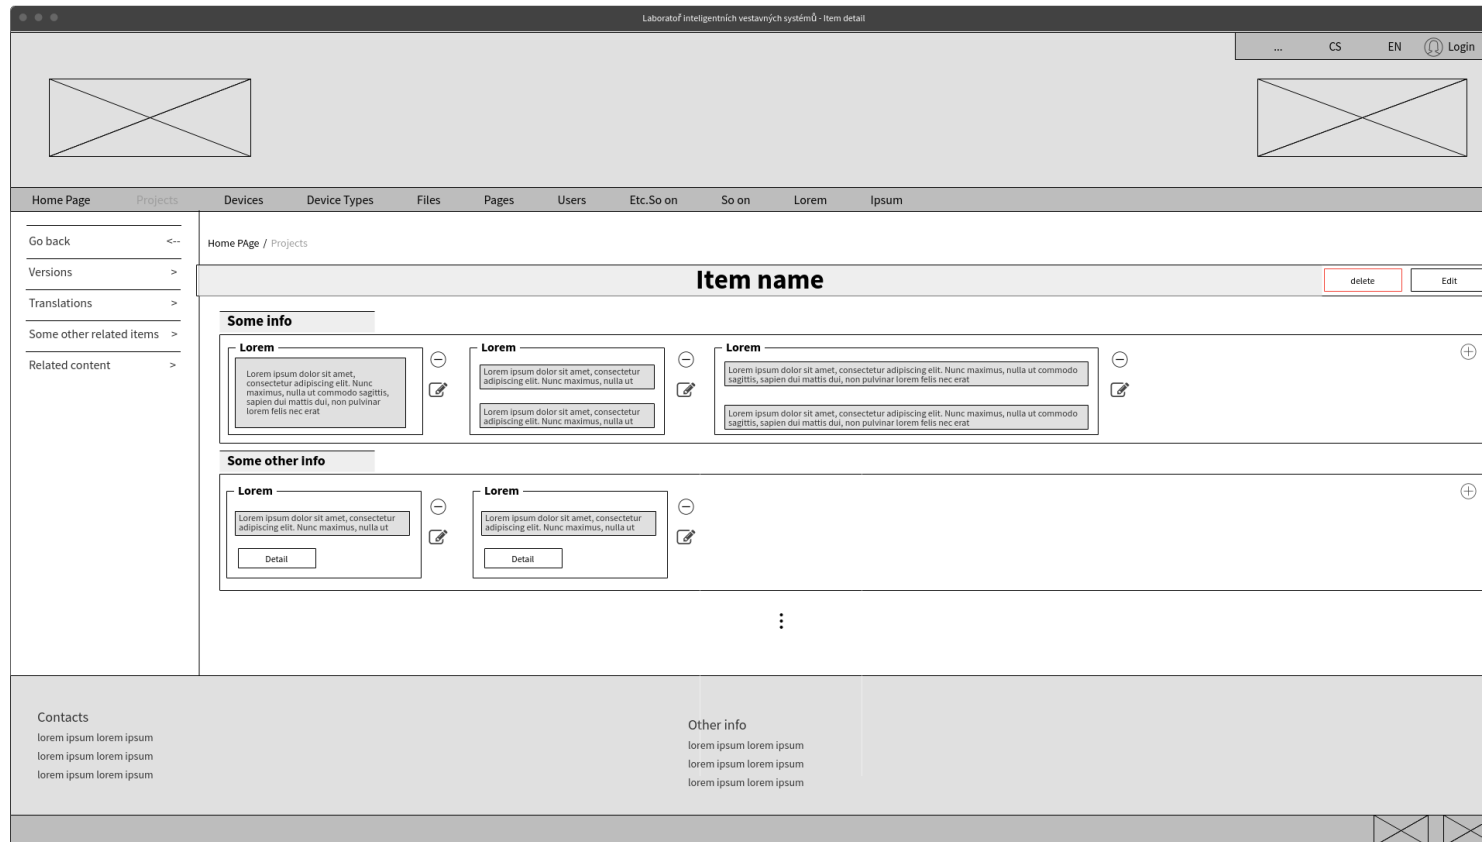 Laboratoř inteligentních vestavných systémů - Item detail
... CS EN Login
Home Page Projects Devices Device Types Files Pages Users Etc.So on So on Lorem Ipsum
Go back <--
Versions >
Translations >
Some other related items >
Related content >
Home PAge / Projects
Item name
delete
Edit
Some info
Lorem
Lorem ipsum dolor sit amet,
consectetur adipiscing elit. Nunc
maximus, nulla ut commodo sagittis,
sapien dui mattis dui, non pulvinar
lorem felis nec erat
Lorem
Lorem ipsum dolor sit amet, consectetur
adipiscing elit. Nunc maximus, nulla ut
Lorem ipsum dolor sit amet, consectetur
adipiscing elit. Nunc maximus, nulla ut
Lorem
Lorem ipsum dolor sit amet, consectetur adipiscing elit. Nunc maximus, nulla ut commodo
sagittis, sapien dui mattis dui, non pulvinar lorem felis nec erat
Lorem ipsum dolor sit amet, consectetur adipiscing elit. Nunc maximus, nulla ut commodo
sagittis, sapien dui mattis dui, non pulvinar lorem felis nec erat
Some other info
Lorem
Lorem ipsum dolor sit amet, consectetur
adipiscing elit. Nunc maximus, nulla ut
Detail
Lorem
Lorem ipsum dolor sit amet, consectetur
adipiscing elit. Nunc maximus, nulla ut
Detail
Contacts
lorem ipsum lorem ipsum
lorem ipsum lorem ipsum
lorem ipsum lorem ipsum
Other info
lorem ipsum lorem ipsum
lorem ipsum lorem ipsum
lorem ipsum lorem ipsum